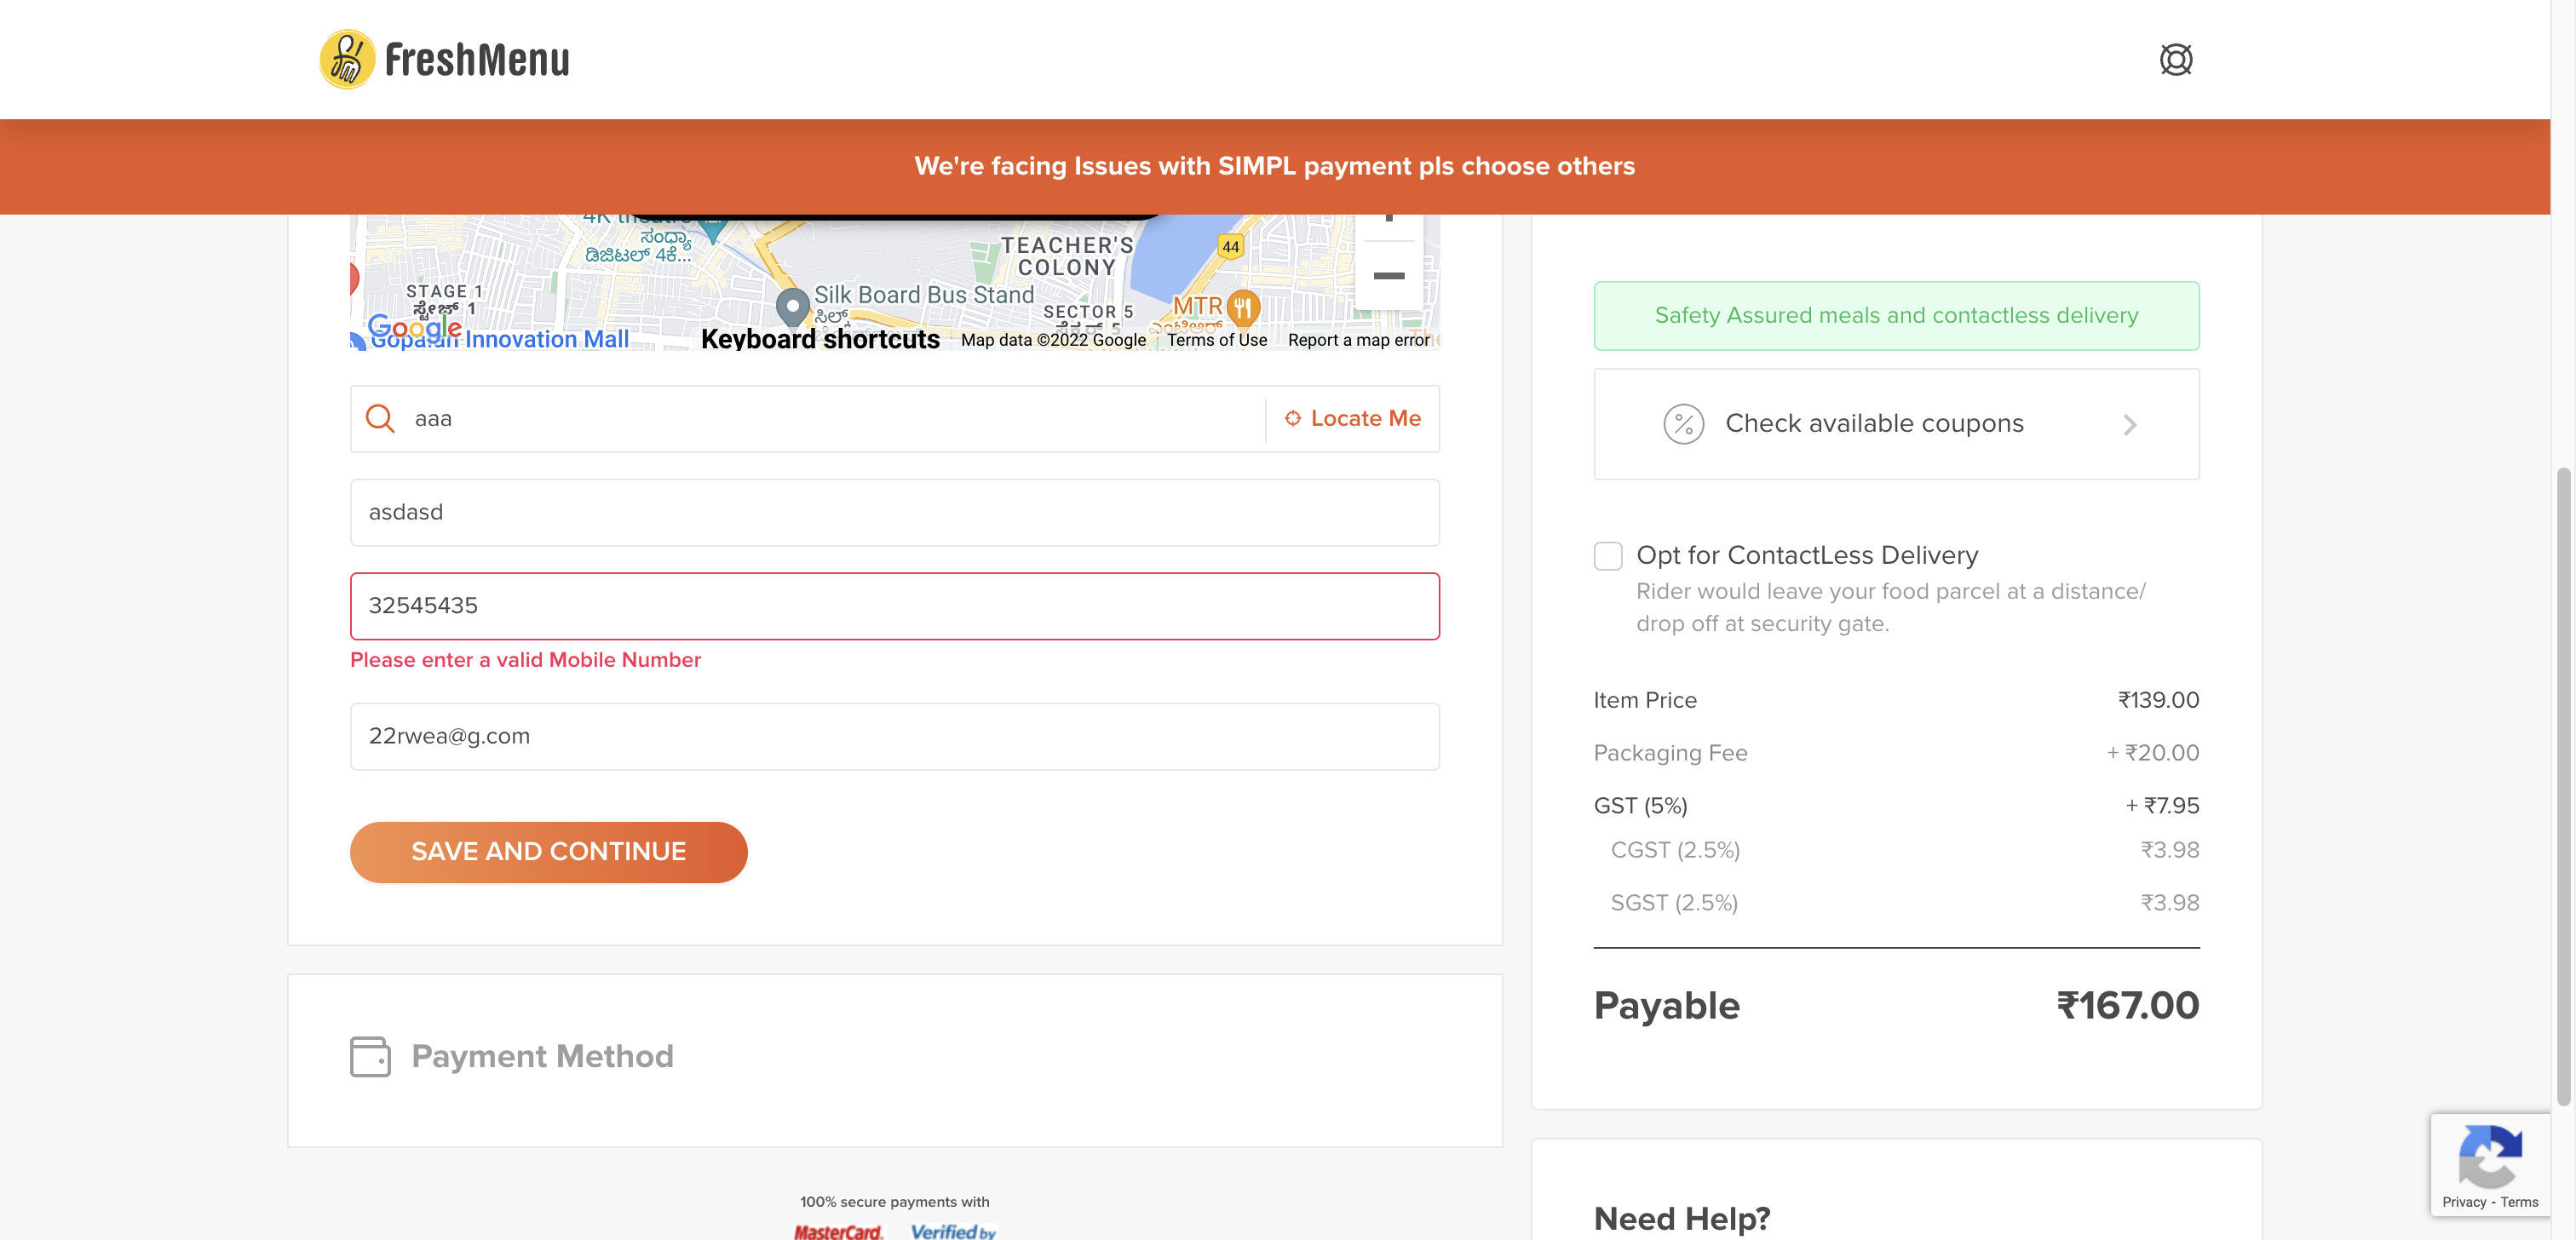 FreshMenu
We're facing Issues with SIMPL payment pls choose others
ಸಂಧ್ಯಾ
ಡಿಜಿಟಲ್ 4ಕೆ...
TEACHER'S
COLONY
44
STAGE 1
ಸ್ಟೇಜ್ 1
Silk Board Bus Stand
ಸಿಲ್ಕ್
SECTOR 5
MTR
Google
Gopalan Innovation Mall
Keyboard shortcuts
Map data ©2022 Google
Terms of Use
Report a map error
aaa
Locate Me
asdasd
32545435
Please enter a valid Mobile Number
22rwea@g.com
SAVE AND CONTINUE
Payment Method
100% secure payments with
MasterCard.
Verified by
Safety Assured meals and contactless delivery
Check available coupons
Opt for ContactLess Delivery
Rider would leave your food parcel at a distance/
drop off at security gate.
Item Price ₹139.00
Packaging Fee + ₹20.00
GST (5%) + ₹7.95
CGST (2.5%) ₹3.98
SGST (2.5%) ₹3.98
Payable ₹167.00
Need Help?
Privacy - Terms